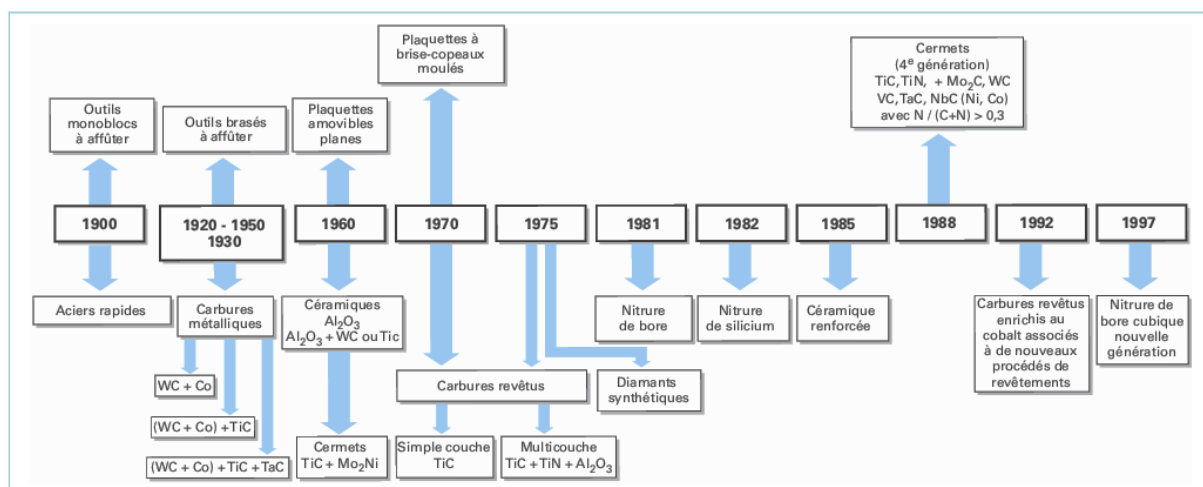 Plaquettes à
brise-copeaux
moulés
Cermets
(4e génération)
TiC, TiN, + Mo₂C, WC
VC, TaC, NbC (Ni, Co)
avec N / (C+N) > 0,3
Outils
monoblocs
à affûter
Outils brasés
à affûter
Plaquettes
amovibles
planes
1900
1920 - 1950
1930
1960
1970
1975
1981
1982
1985
1988
1992
1997
Aciers rapides
Carbures
métalliques
Céramiques
Al₂O₃
Al₂O₃ + WC ou Tic
Nitrure
de bore
Nitrure
de silicium
Céramique
renforcée
Carbures revêtus
enrichis au
cobalt associés
à de nouveaux
procédés de
revêtements
Nitrure de
bore cubique
nouvelle
génération
WC + Co
Carbures revêtus
Diamants
synthétiques
(WC + Co) +TiC
(WC + Co) +TiC +TaC
Cermets
TiC + Mo₂Ni
Simple couche
TiC
Multicouche
TiC + TiN + Al₂O₃